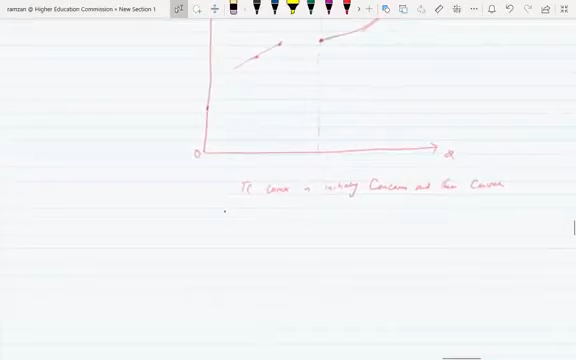 ramzan @ Higher Education Commission » New Section 1
O
Q
TC curve is initially Concave and then Convex